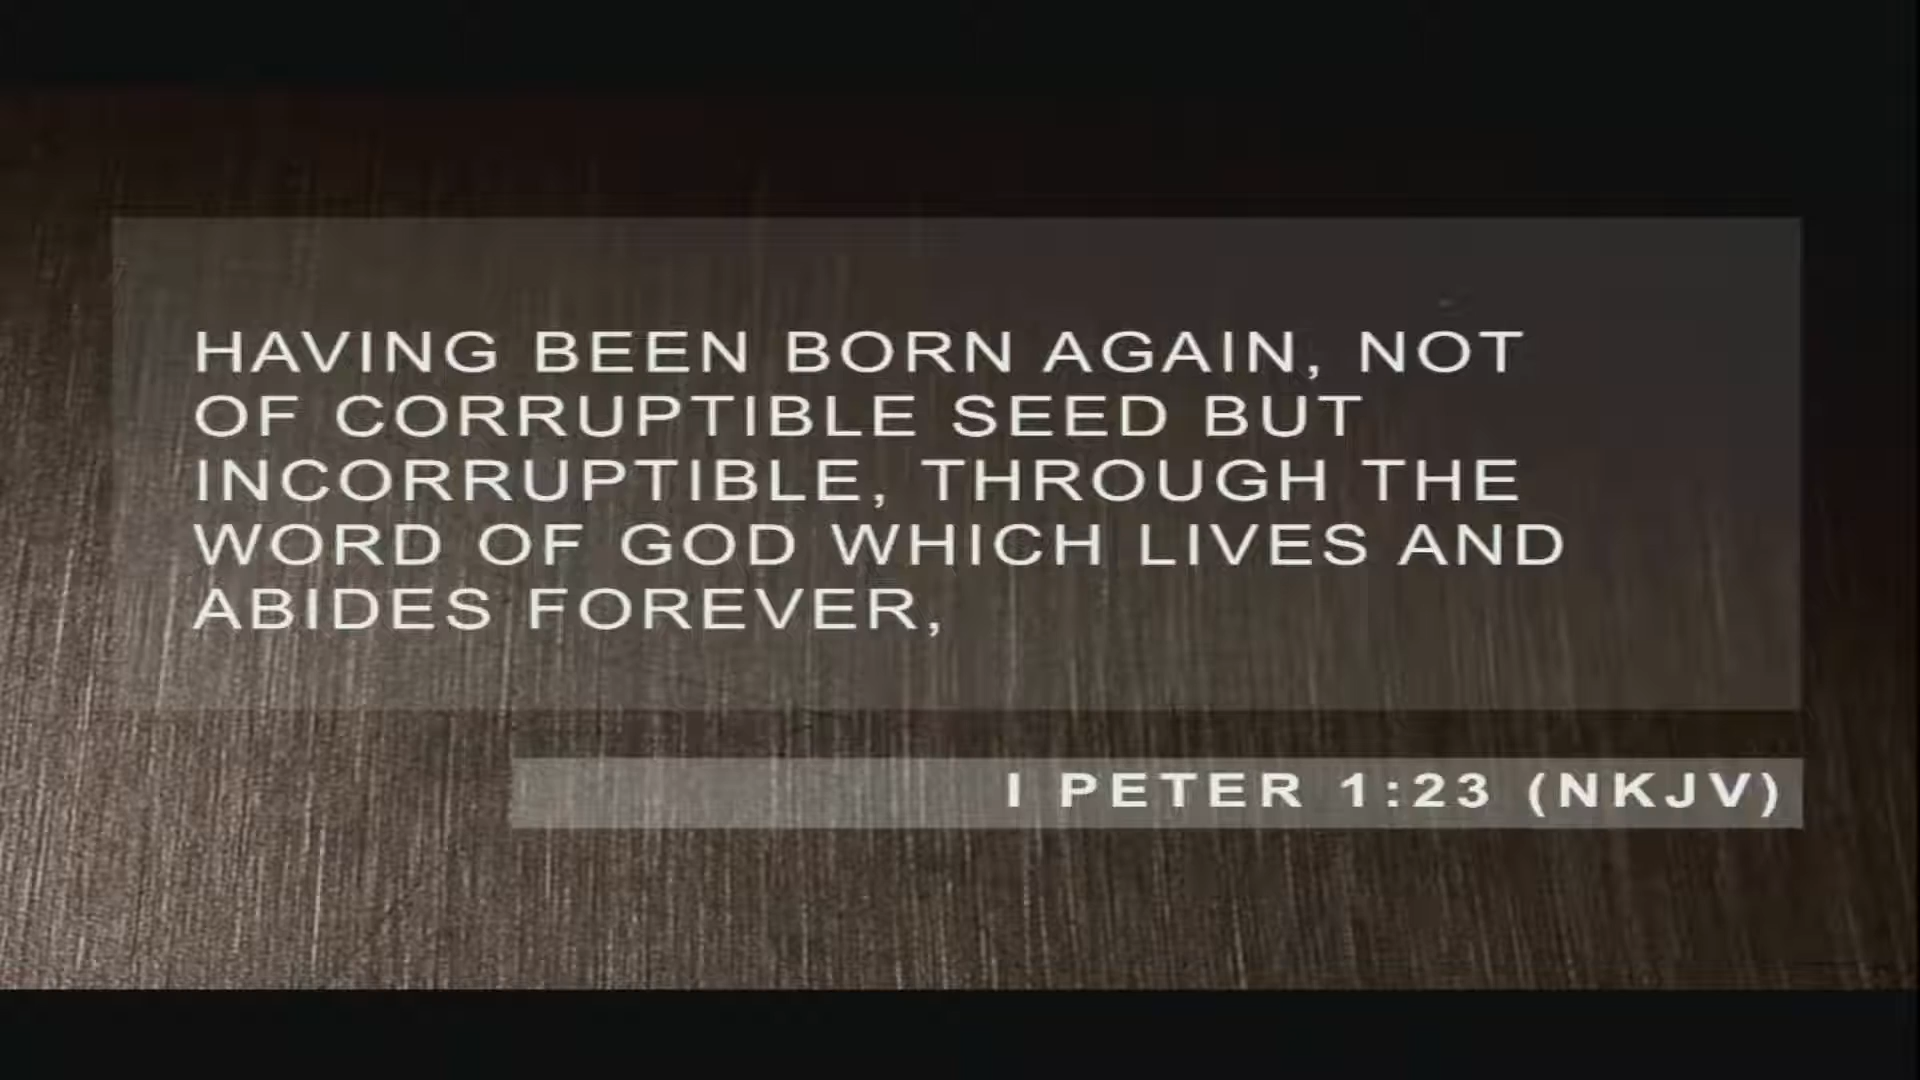 HAVING BEEN BORN AGAIN, NOT
OF CORRUPTIBLE SEED BUT
INCORRUPTIBLE, THROUGH THE
WORD OF GOD WHICH LIVES AND
ABIDES FOREVER,
I PETER 1:23 (NKJV)